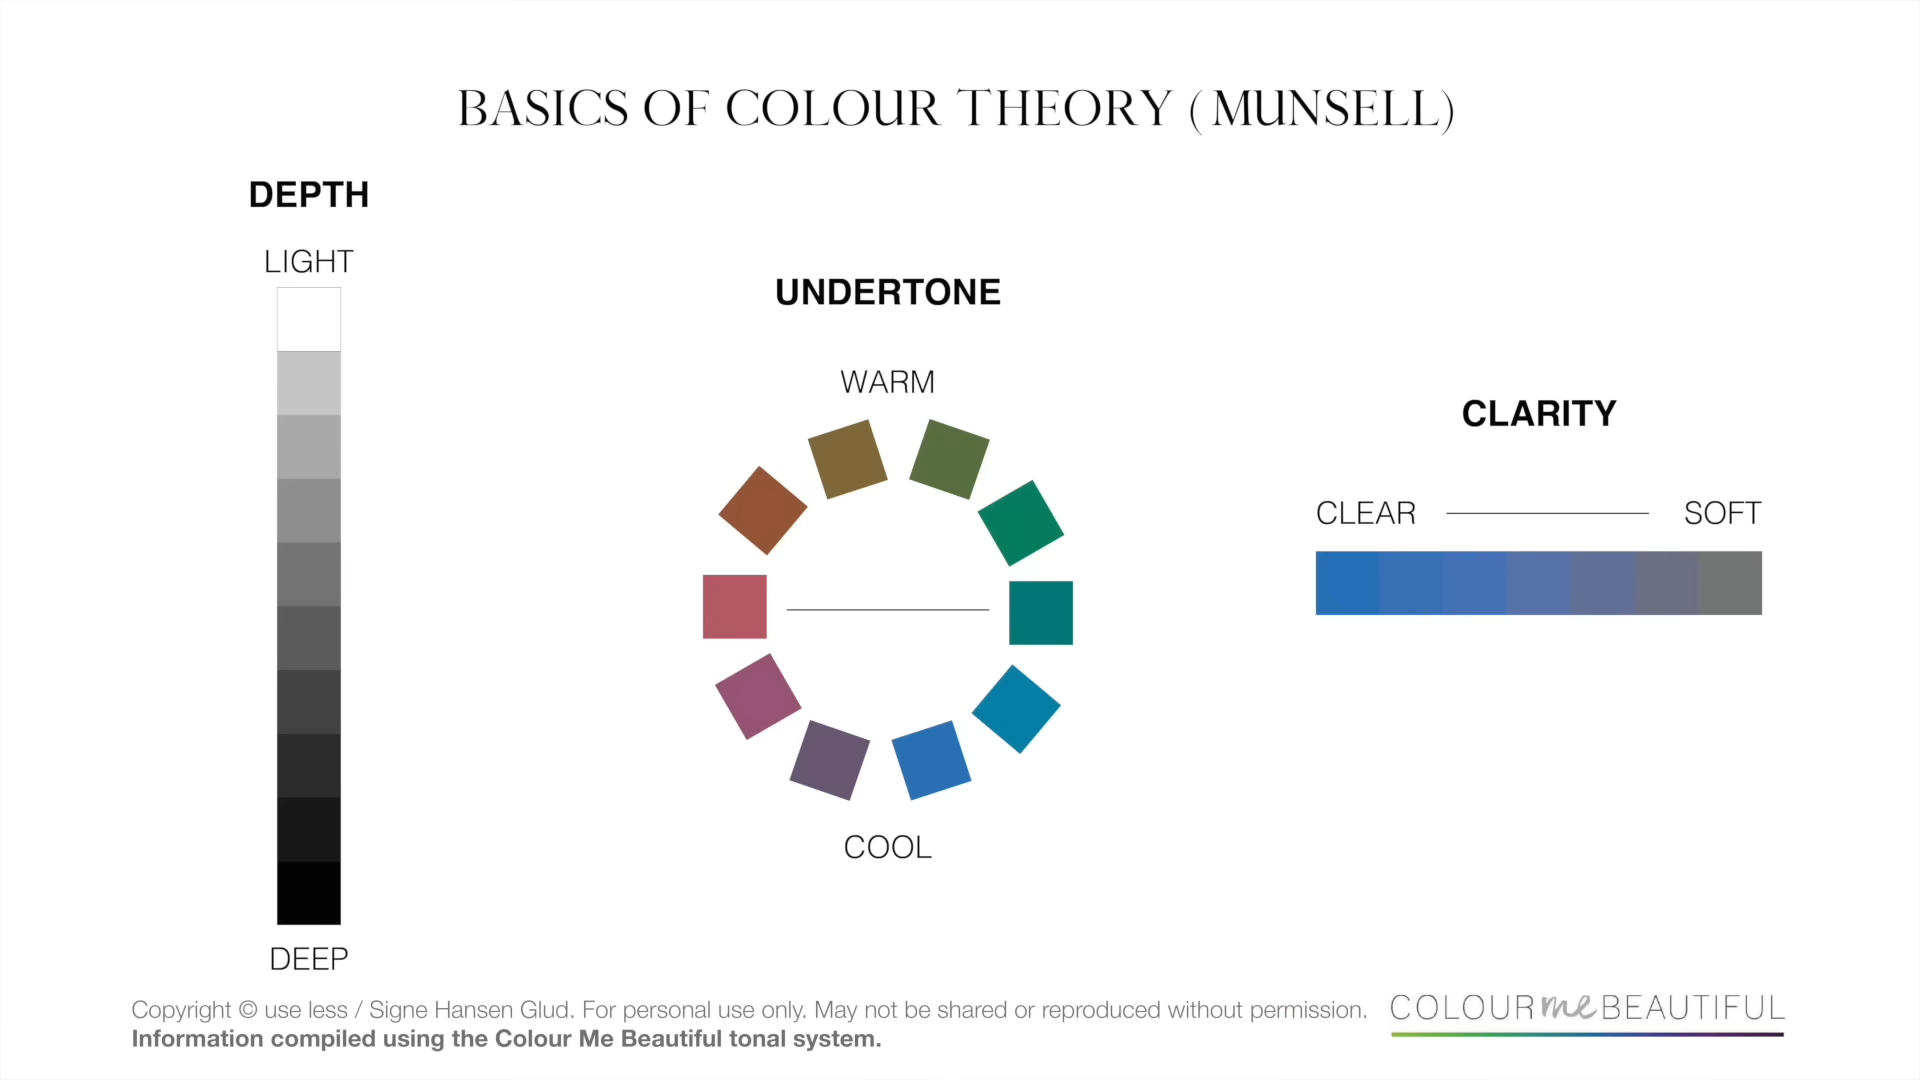 BASICS OF COLOUR THEORY (MUNSELL)
DEPTH
LIGHT
DEEP
UNDERTONE
WARM
COOL
CLARITY
CLEAR SOFT
Copyright © use less / Signe Hansen Glud. For personal use only. May not be shared or reproduced without permission.
Information compiled using the Colour Me Beautiful tonal system.
COLOUR me BEAUTIFUL